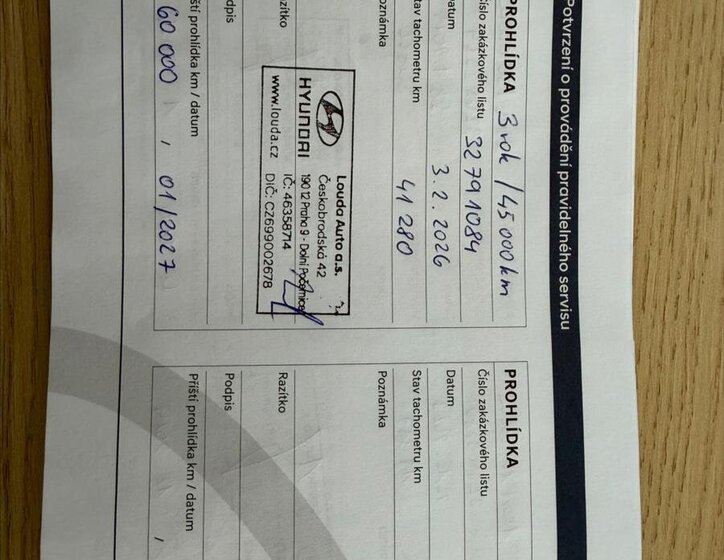 Potvrzení o provádění pravidelného servisu
PROHLÍDKA 3 rok / 45 000 km
Číslo zakázkového listu 32791084
Datum 3. 2. 2026
Stav tachometru km 41 280
Poznámka
Razítko
HYUNDAI
www.louda.cz
Louda Auto a.s.
Českobrodská 42
190 12 Praha 9 - Dolní Počernice
IČ: 46358714
DIČ: CZ699002678
Podpis
ští prohlídka km / datum
60 000 , 01/2027
PROHLÍDKA
Číslo zakázkového listu
Datum
Stav tachometru km
Poznámka
Razítko
Podpis
Příští prohlídka km / datum
,